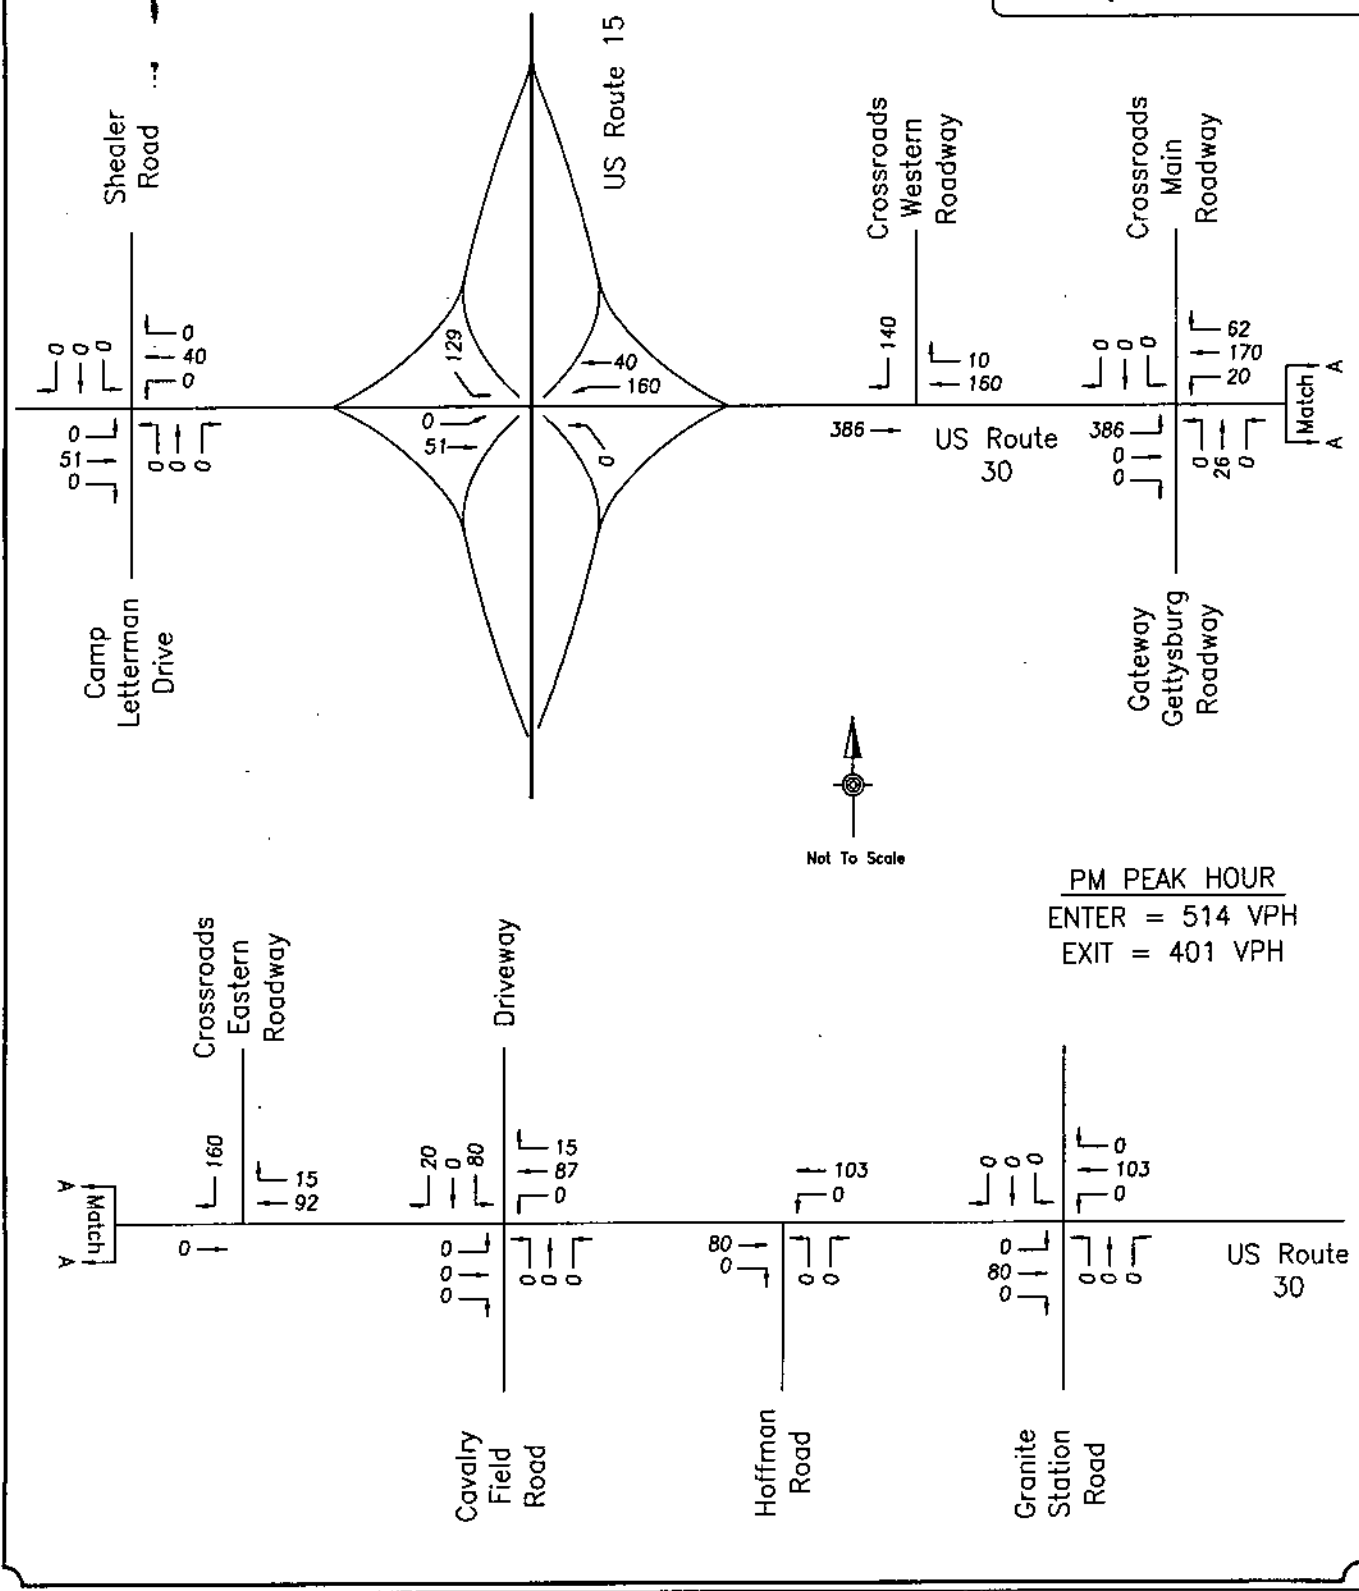 Shealer
Road
US Route 15
Crossroads
Western
Roadway
Crossroads
Main
Roadway
0
0
0
0
40
0
0
51
0
0
0
0
129
40
160
0
51
0
140
10
160
386
US Route
30
0
0
0
62
170
20
386
0
0
0
26
0
Match
A
A
Camp
Letterman
Drive
Gateway
Gettysburg
Roadway
Not To Scale
PM PEAK HOUR
ENTER = 514 VPH
EXIT = 401 VPH
Crossroads
Eastern
Roadway
Driveway
A
Match
A
160
15
92
0
20
0
80
15
87
0
0
0
0
0
0
0
103
0
80
0
0
0
0
0
0
0
103
0
0
80
0
0
0
0
US Route
30
Cavalry
Field
Road
Hoffman
Road
Granite
Station
Road